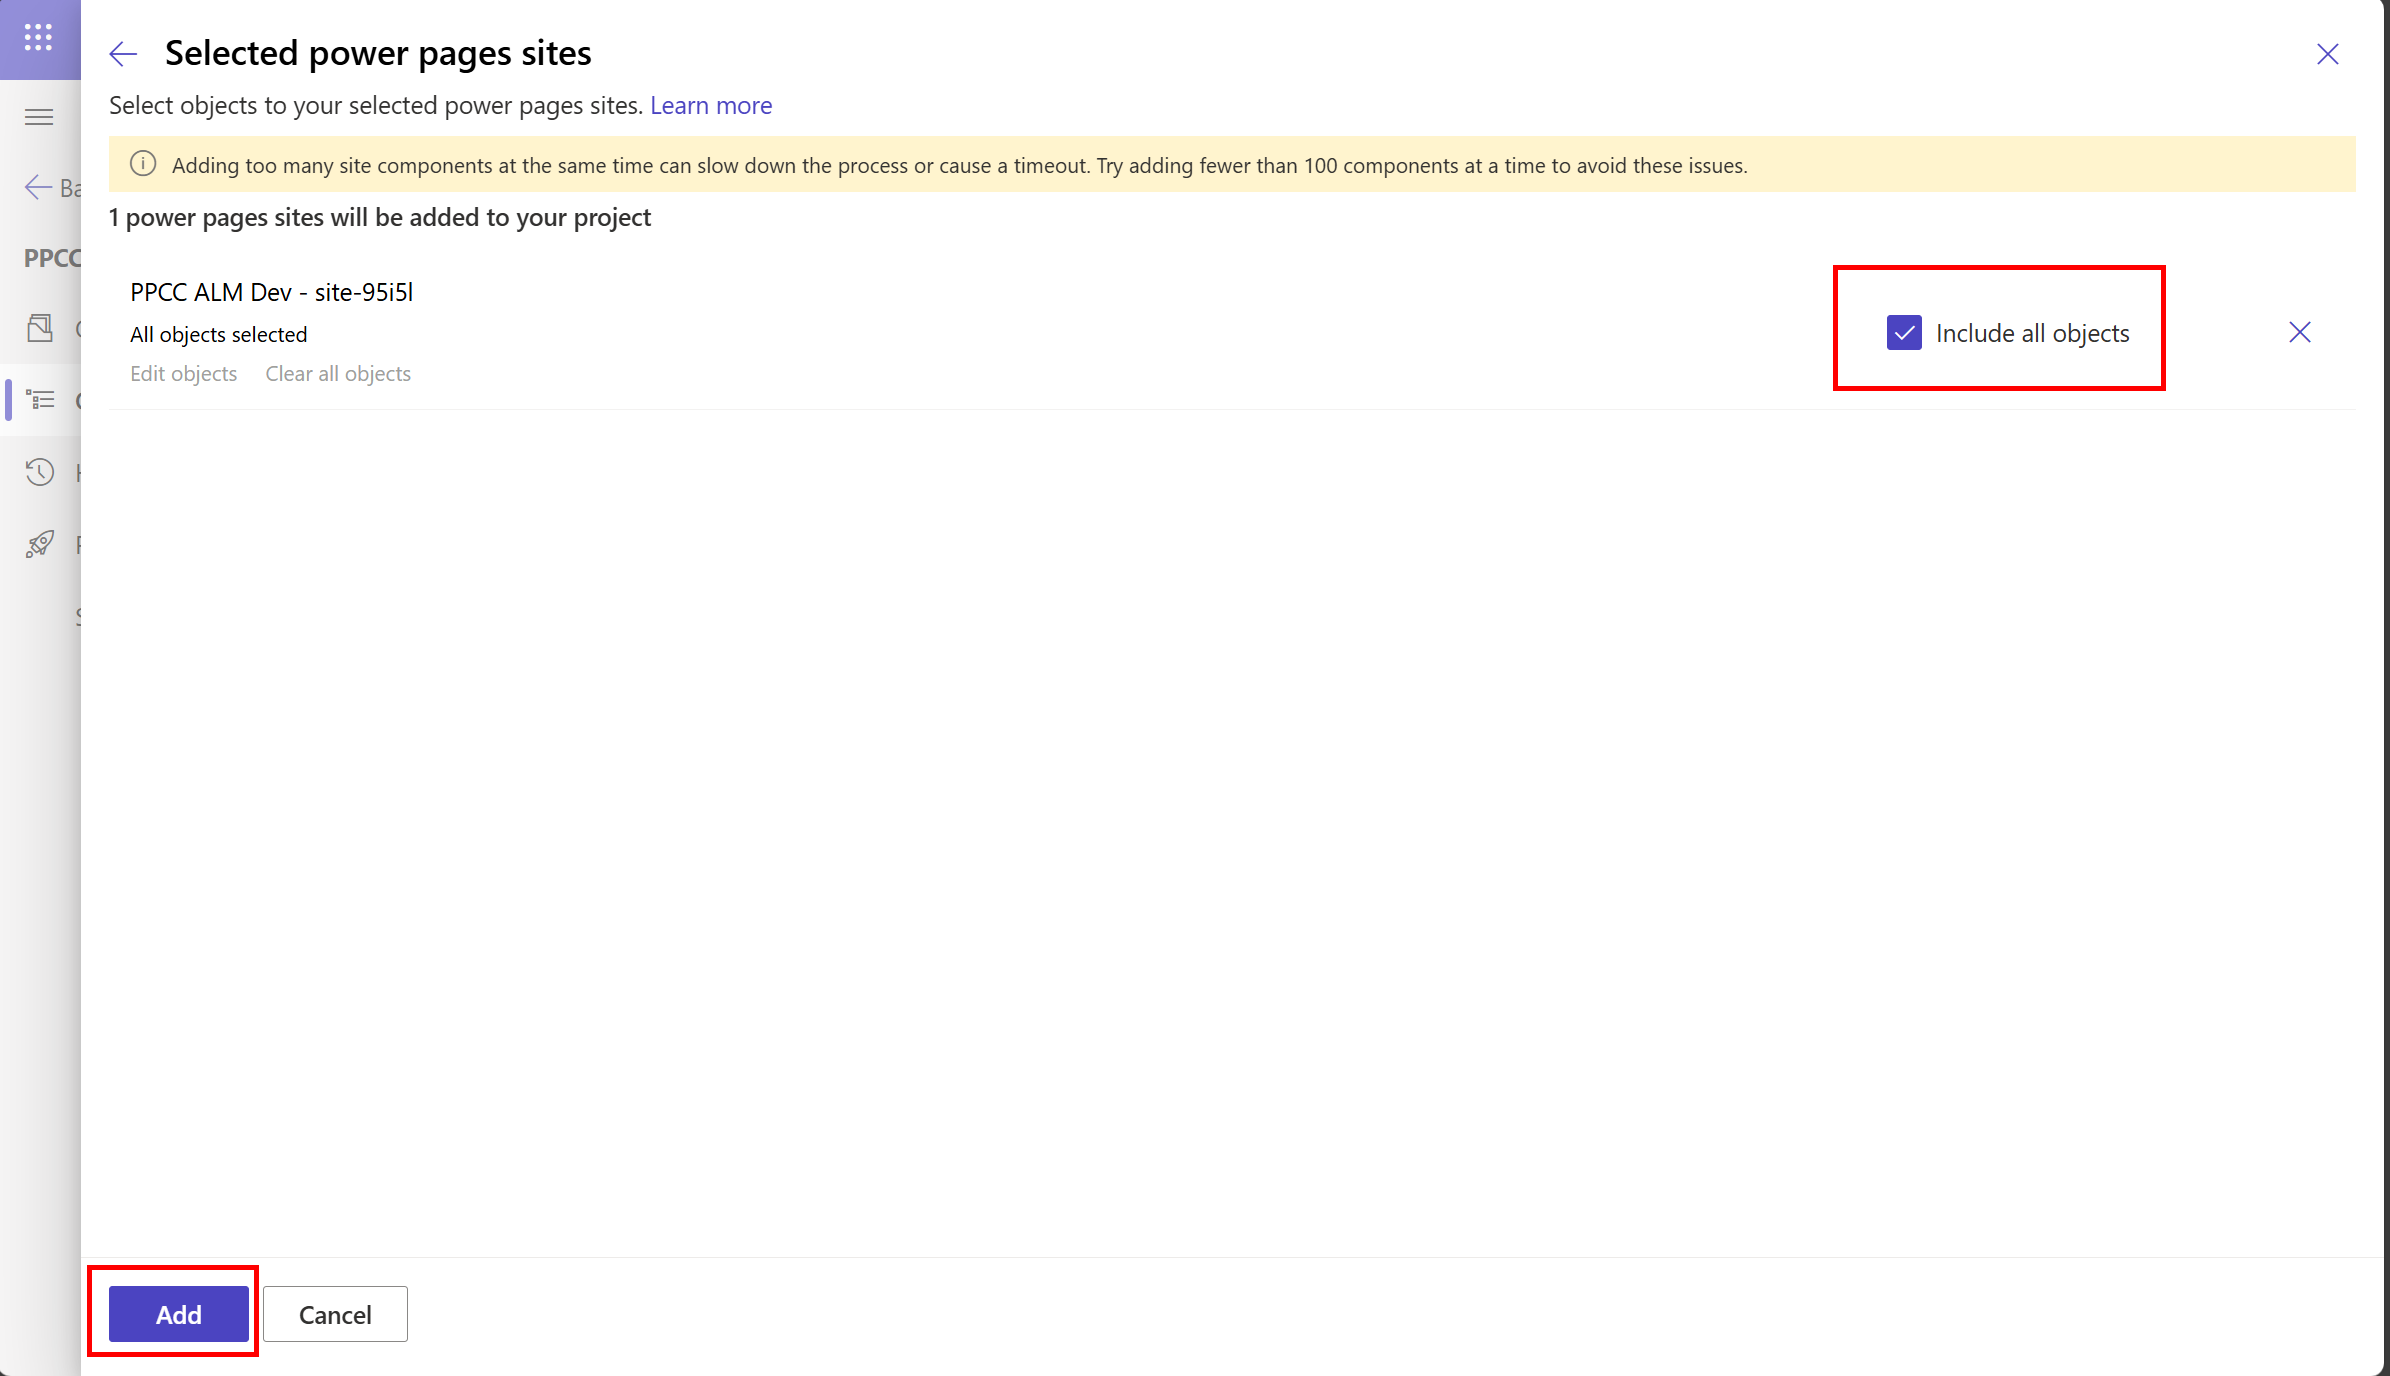 Selected power pages sites
Select objects to your selected power pages sites. Learn more
Adding too many site components at the same time can slow down the process or cause a timeout. Try adding fewer than 100 components at a time to avoid these issues.
1 power pages sites will be added to your project
PPCC ALM Dev - site-95i5l
All objects selected
Edit objects Clear all objects
Include all objects
Ba
PPCC
Add Cancel